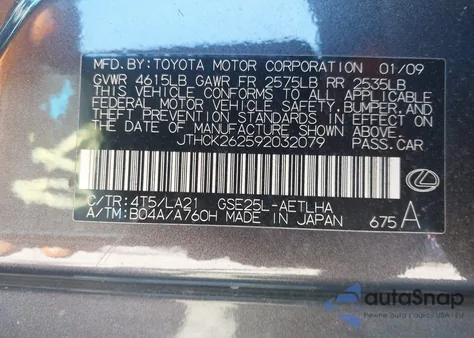 MFD. BY: TOYOTA MOTOR CORPORATION 01/09
GVWR 4615LB GAWR FR 2575LB RR 2535LB
THIS VEHICLE CONFORMS TO ALL APPLICABLE
FEDERAL MOTOR VEHICLE SAFETY, BUMPER, AND
THEFT PREVENTION STANDARDS IN EFFECT ON
THE DATE OF MANUFACTURE SHOWN ABOVE.
JTHCK262592032079 PASS. CAR
C/TR: 4T5/LA21 GSE25L-AETLHA
A/TM: B04A/A760H MADE IN JAPAN 675 A
autoSnap